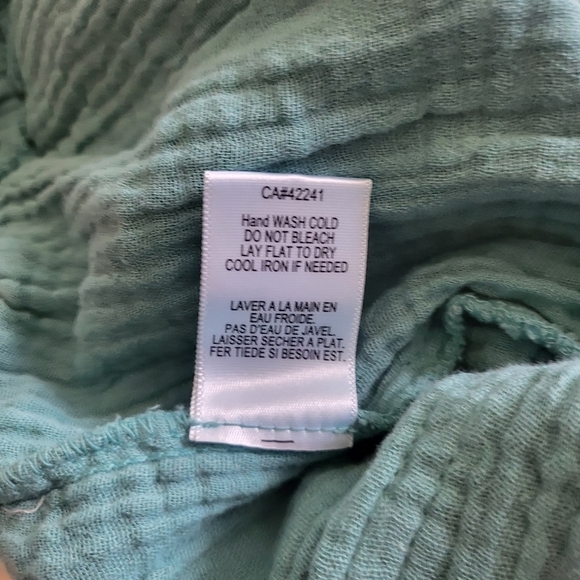 CA#42241
Hand WASH COLD
DO NOT BLEACH
LAY FLAT TO DRY
COOL IRON IF NEEDED
LAVER A LA MAIN EN
EAU FROIDE.
PAS D'EAU DE JAVEL.
LAISSER SECHER A PLAT.
FER TIEDE SI BESOIN EST.